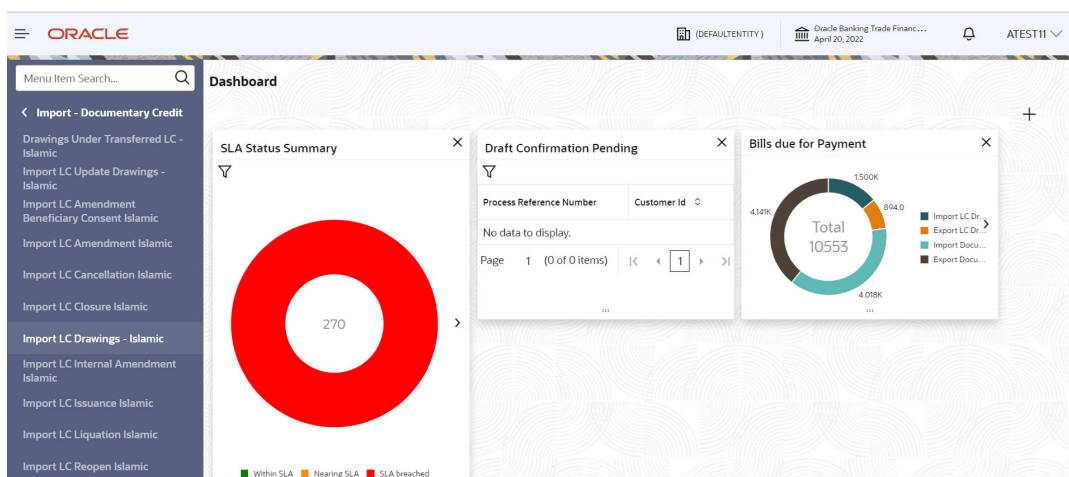 ORACLE
(DEFAULTENTITY)
Oracle Banking Trade Financ...
April 20, 2022
ATEST11
Menu Item Search...
Import - Documentary Credit
Drawings Under Transferred LC -
Islamic
Import LC Update Drawings -
Islamic
Import LC Amendment
Beneficiary Consent Islamic
Import LC Amendment Islamic
Import LC Cancellation Islamic
Import LC Closure Islamic
Import LC Drawings - Islamic
Import LC Internal Amendment
Islamic
Import LC Issuance Islamic
Import LC Liquation Islamic
Import LC Reopen Islamic
Dashboard
SLA Status Summary
270
Within SLA Nearing SLA SLA breached
Draft Confirmation Pending
Process Reference Number Customer Id
No data to display.
Page 1 (0 of 0 items) 1
Bills due for Payment
1.500K
894.0
4.141K
Total
10553
4.018K
Import LC Dr...
Export LC Dr...
Import Docu...
Export Docu...